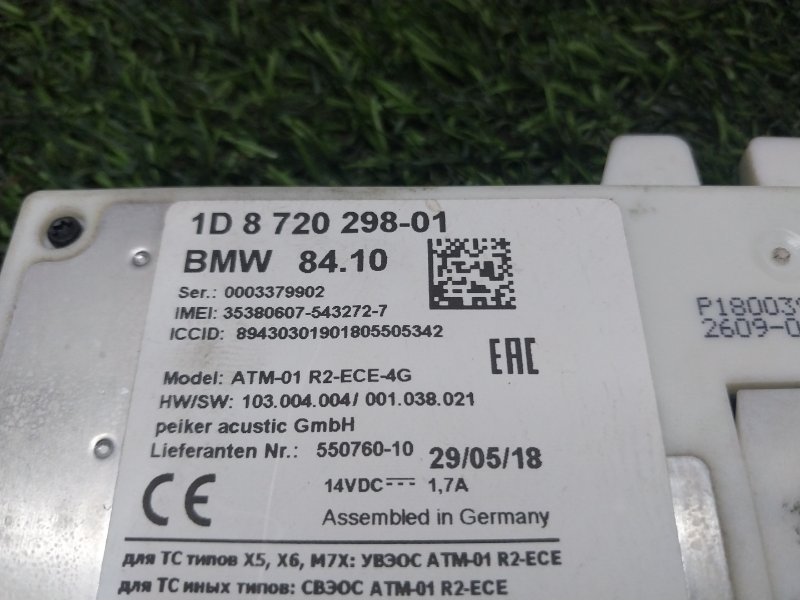 1D 8 720 298-01
BMW 84.10
Ser.: 0003379902
IMEI: 35380607-543272-7
ICCID: 89430301901805505342
EAC
Model: ATM-01 R2-ECE-4G
HW/SW: 103.004.004/ 001.038.021
peiker acustic GmbH
Lieferanten Nr.: 550760-10 29/05/18
CE
14VDC 1,7A
Assembled in Germany
для ТС типов X5, X6, M7X: УВЭОС ATM-01 R2-ECE
для ТС иных типов: СВЭОС ATM-01 R2-ECE